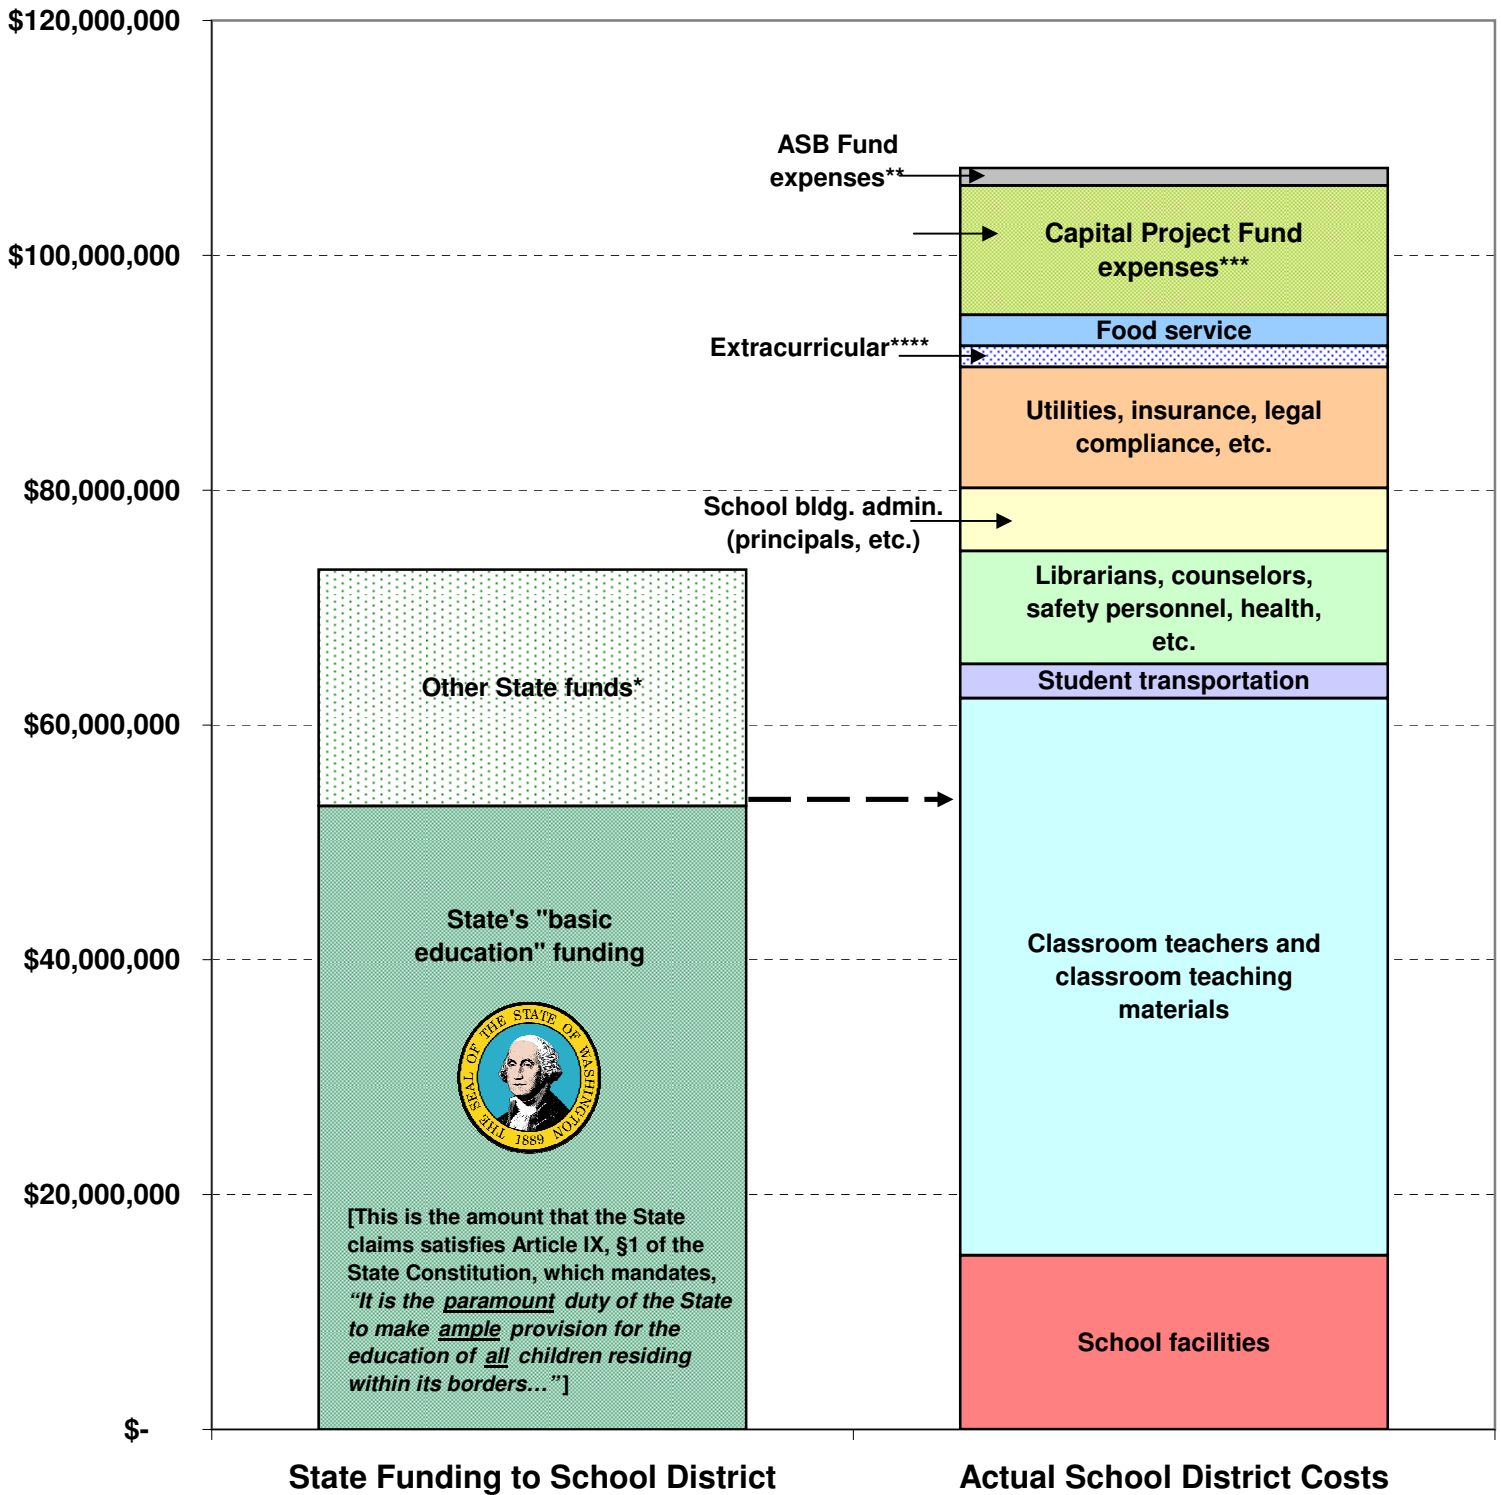 $120,000,000
$100,000,000
$80,000,000
$60,000,000
$40,000,000
$20,000,000
$-
Other State funds*
State's "basic
education" funding
THE SEAL OF THE STATE OF WASHINGTON
1889
[This is the amount that the State
claims satisfies Article IX, §1 of the
State Constitution, which mandates,
“It is the paramount duty of the State
to make ample provision for the
education of all children residing
within its borders…”]
ASB Fund
expenses**
Capital Project Fund
expenses***
Food service
Extracurricular****
Utilities, insurance, legal
compliance, etc.
School bldg. admin.
(principals, etc.)
Librarians, counselors,
safety personnel, health,
etc.
Student transportation
Classroom teachers and
classroom teaching
materials
School facilities
State Funding to School District
Actual School District Costs